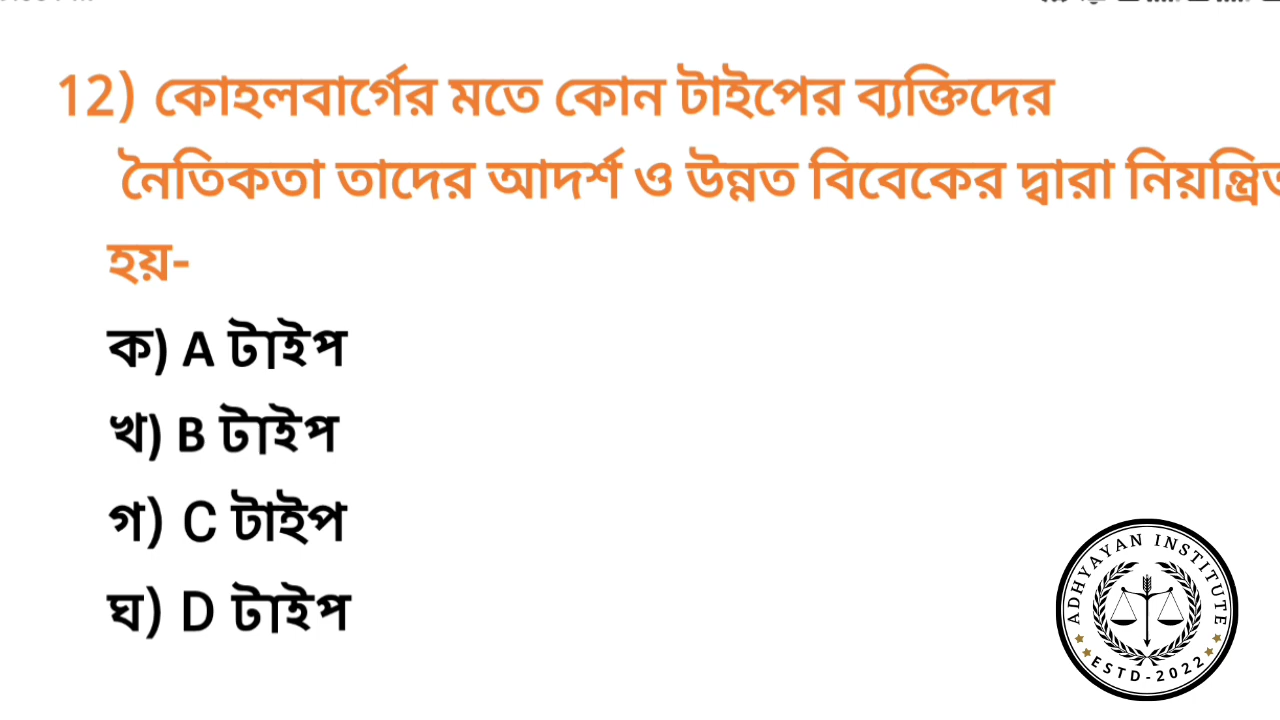 12) কোহলবার্গের মতে কোন টাইপের ব্যক্তিদের
নৈতিকতা তাদের আদর্শ ও উন্নত বিবেকের দ্বারা নিয়ন্ত্রিত
হয়-
ক) A টাইপ
খ) B টাইপ
গ) C টাইপ
ঘ) D টাইপ
ADHYAYAN INSTITUTE
ESTD-2022